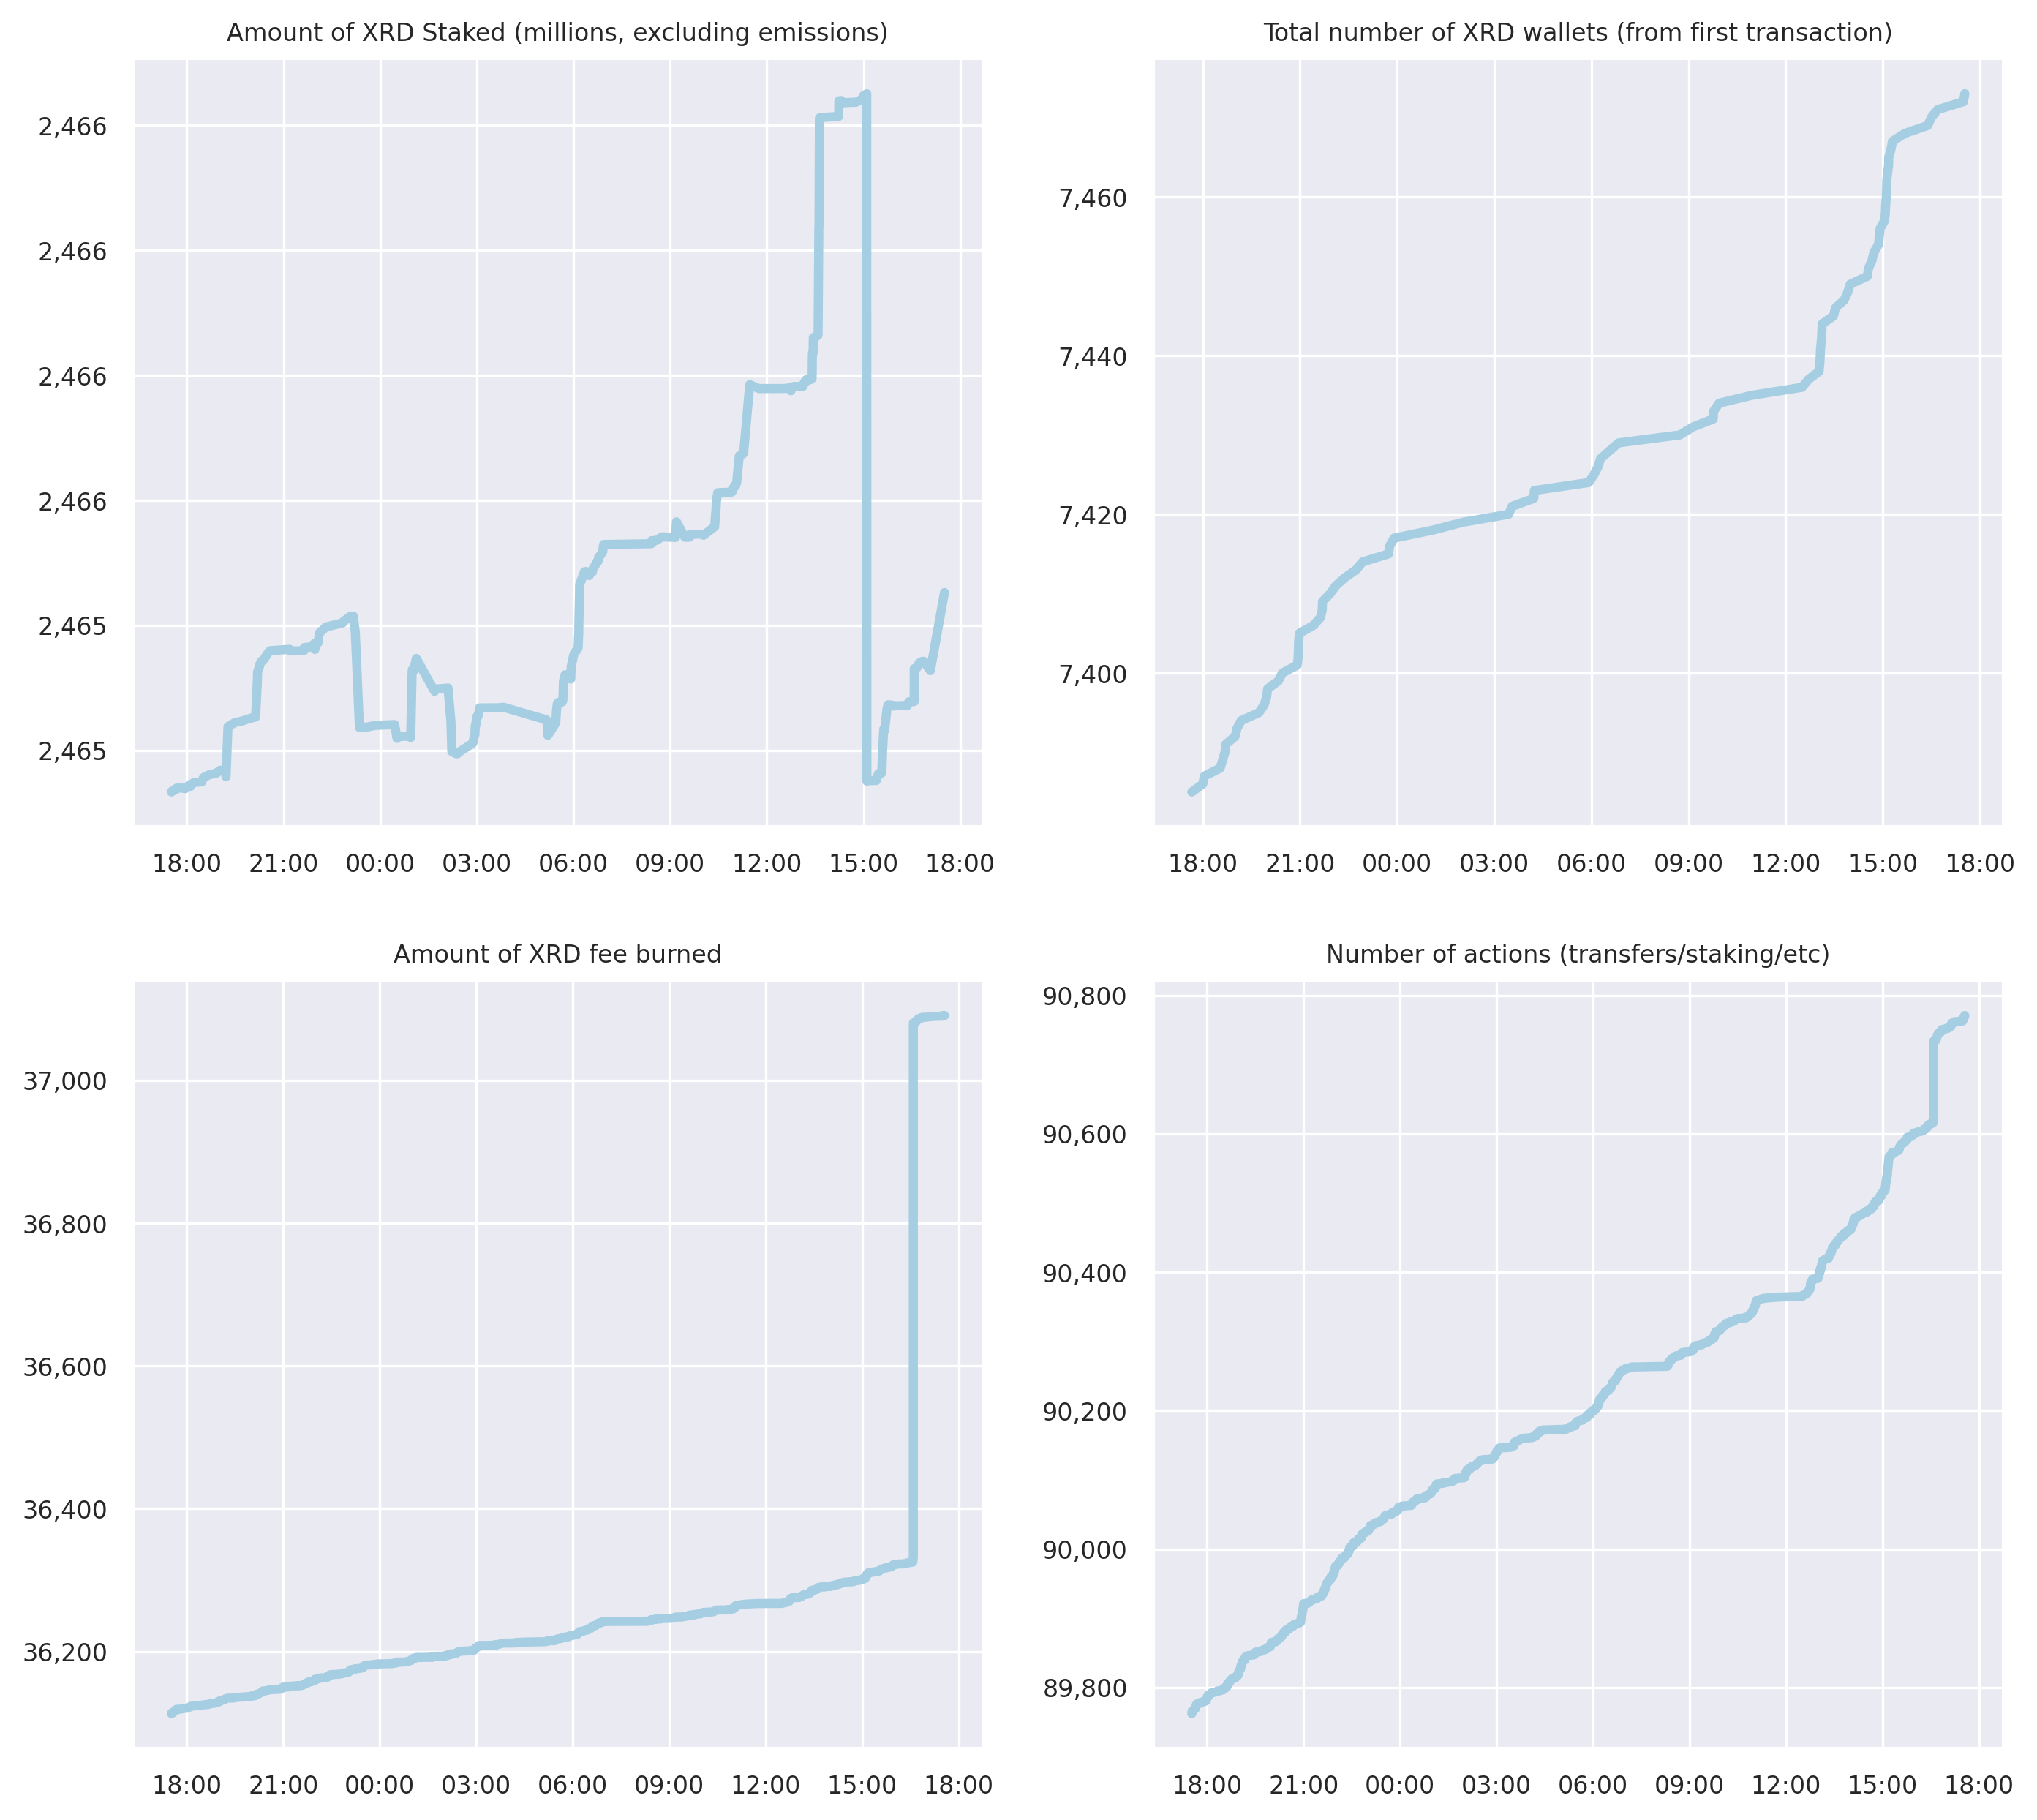 Amount of XRD Staked (millions, excluding emissions)
2,466
2,466
2,466
2,466
2,465
2,465
18:00 21:00 00:00 03:00 06:00 09:00 12:00 15:00 18:00
Total number of XRD wallets (from first transaction)
7,460
7,440
7,420
7,400
18:00 21:00 00:00 03:00 06:00 09:00 12:00 15:00 18:00
Amount of XRD fee burned
37,000
36,800
36,600
36,400
36,200
18:00 21:00 00:00 03:00 06:00 09:00 12:00 15:00 18:00
Number of actions (transfers/staking/etc)
90,800
90,600
90,400
90,200
90,000
89,800
18:00 21:00 00:00 03:00 06:00 09:00 12:00 15:00 18:00